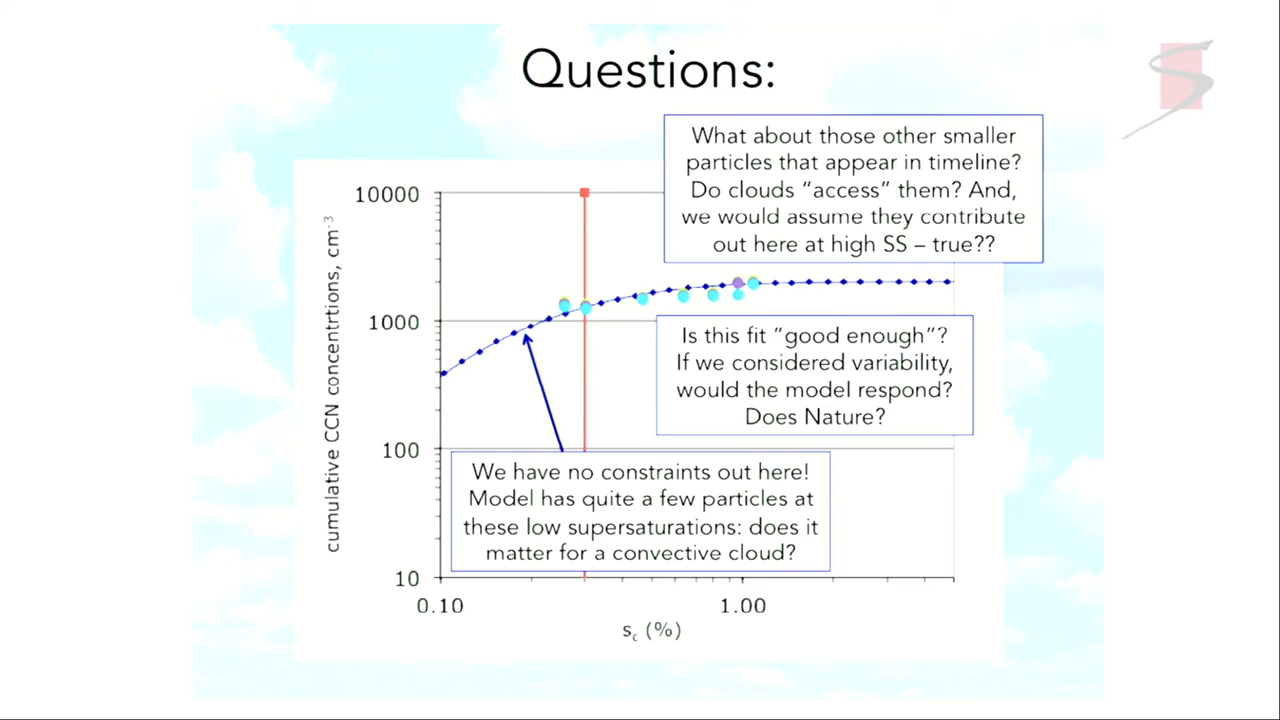 Questions:
What about those other smaller
particles that appear in timeline?
Do clouds “access” them? And,
we would assume they contribute
out here at high SS – true??
10000
1000
100
10
cumulative CCN concentrtions, cm⁻³
Is this fit “good enough”?
If we considered variability,
would the model respond?
Does Nature?
We have no constraints out here!
Model has quite a few particles at
these low supersaturations: does it
matter for a convective cloud?
0.10
1.00
sc (%)
S